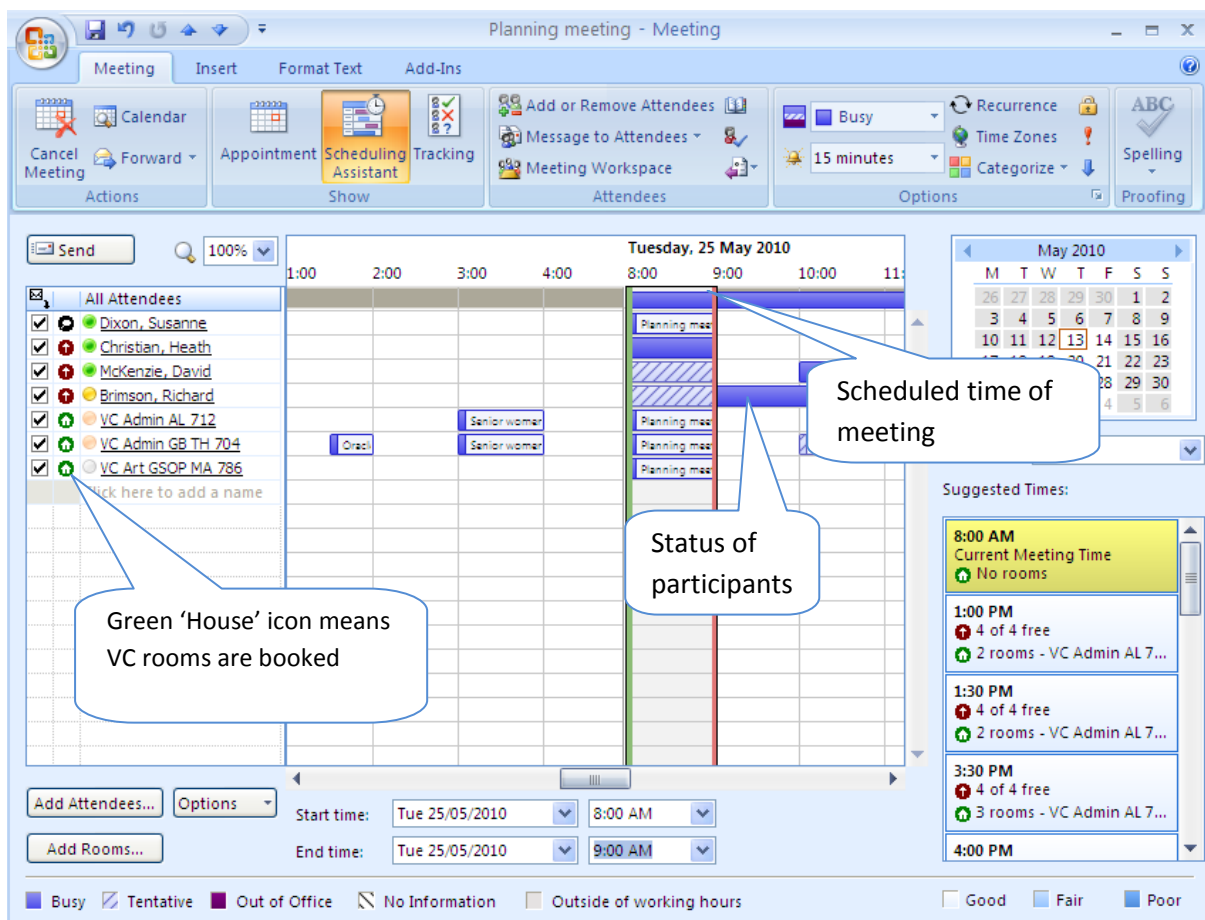 Planning meeting - Meeting
Meeting Insert Format Text Add-Ins
Cancel Meeting
Calendar
Forward
Actions
Appointment
Scheduling Assistant
Tracking
Show
Add or Remove Attendees
Message to Attendees
Meeting Workspace
Attendees
Busy
15 minutes
Recurrence
Time Zones
Categorize
Options
ABC
Spelling
Proofing
Send
100%
Tuesday, 25 May 2010
1:00 2:00 3:00 4:00 8:00 9:00 10:00 11:
All Attendees
Dixon, Susanne
Planning mee
Christian, Heath
McKenzie, David
Brimson, Richard
VC Admin AL 712
Senior women
Planning mee
VC Admin GB TH 704
Senior women
Planning mee
VC Art GSOP MA 786
Planning mee
Click here to add a name
Scheduled time of
meeting
Status of
participants
Green ‘House’ icon means
VC rooms are booked
May 2010
M T W T F S S
26 27 28 29 30 1 2
3 4 5 6 7 8 9
10 11 12 13 14 15 16
21 22 23
28 29 30
4 5 6
Suggested Times:
8:00 AM
Current Meeting Time
No rooms
1:00 PM
4 of 4 free
2 rooms - VC Admin AL 7...
1:30 PM
4 of 4 free
2 rooms - VC Admin AL 7...
3:30 PM
4 of 4 free
3 rooms - VC Admin AL 7...
4:00 PM
Add Attendees... Options
Add Rooms...
Start time: Tue 25/05/2010 8:00 AM
End time: Tue 25/05/2010 9:00 AM
Busy Tentative Out of Office No Information Outside of working hours
Good Fair Poor